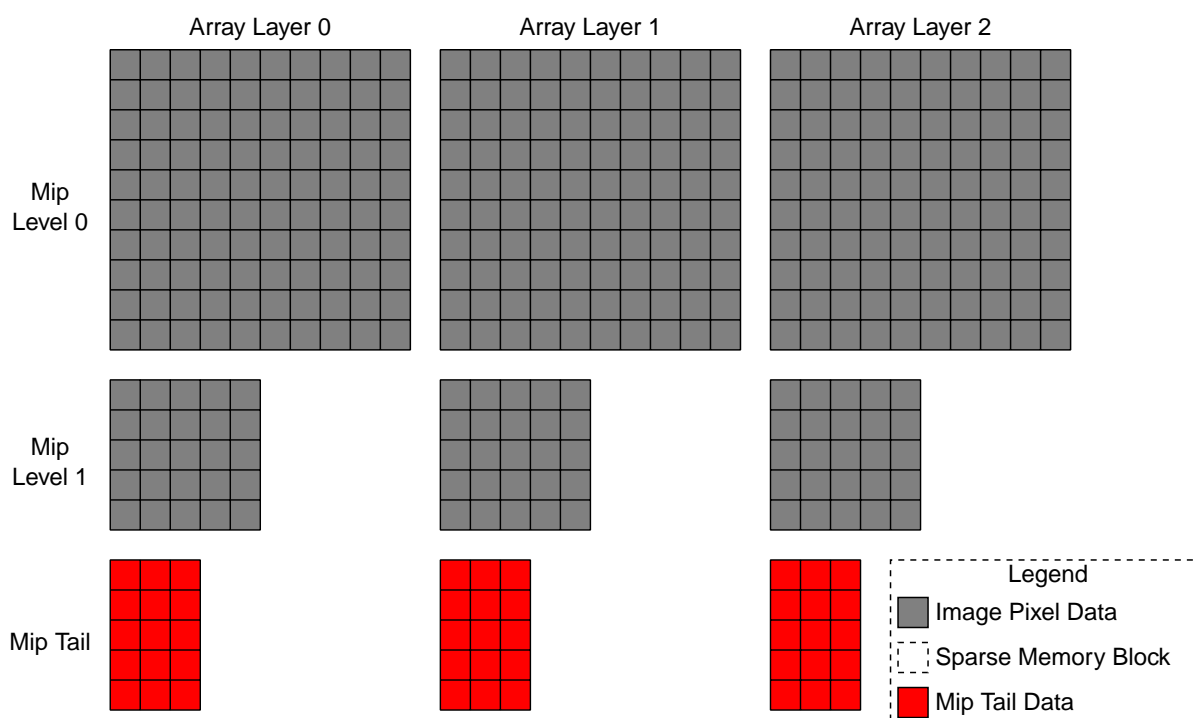 Array Layer 0
Array Layer 1
Array Layer 2
Mip
Level 0
Mip
Level 1
Mip Tail
Legend
Image Pixel Data
Sparse Memory Block
Mip Tail Data